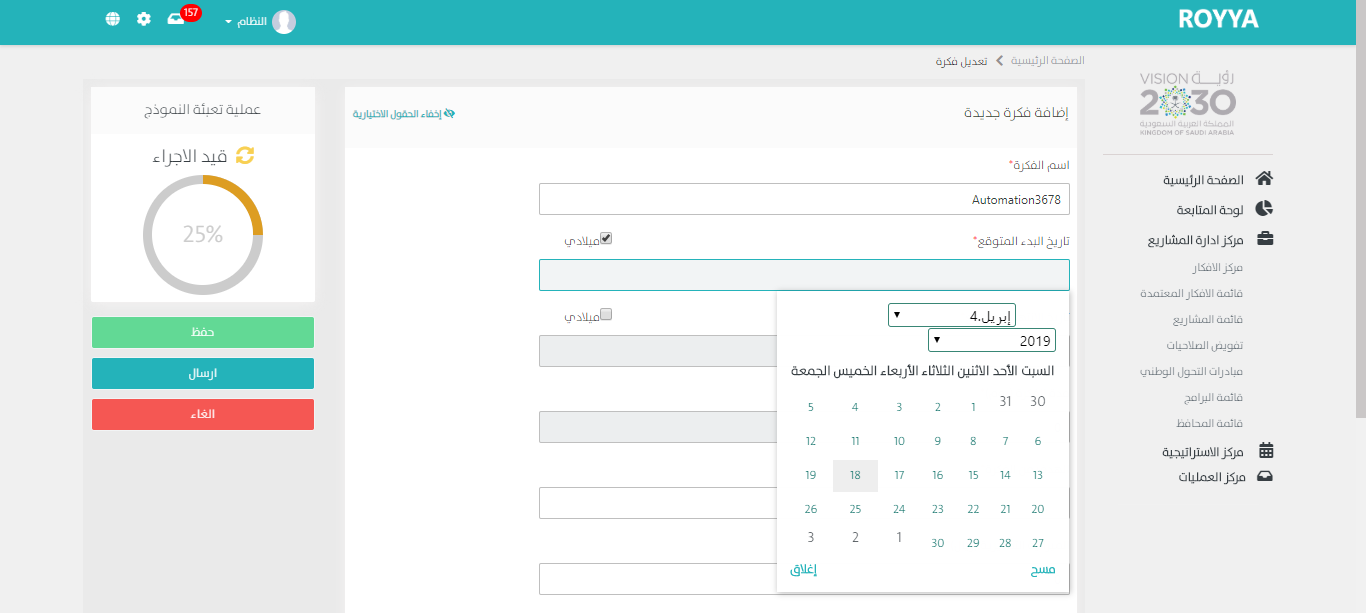 ROYYA
النظام
157
الصفحة الرئيسية
تعديل فكرة
VISION رؤيــة
2030
المملكة العربية السعودية
KINGDOM OF SAUDI ARABIA
الصفحة الرئيسية
لوحة المتابعة
مركز ادارة المشاريع
مركز الافكار
قائمة الافكار المعتمدة
قائمة المشاريع
تفويض الصلاحيات
مبادرات التحول الوطني
قائمة البرامج
قائمة المحافظ
مركز الاستراتيجية
مركز العمليات
إضافة فكرة جديدة
إخفاء الحقول الاختيارية
اسم الفكرة*
Automation3678
تاريخ البدء المتوقع*
ميلادي
ميلادي
إبريل.4
2019
السبت الأحد الاثنين الثلاثاء الأربعاء الخميس الجمعة
30 31 1 2 3 4 5
6 7 8 9 10 11 12
13 14 15 16 17 18 19
20 21 22 23 24 25 26
27 28 29 30 1 2 3
مسح
إغلاق
عملية تعبئة النموذج
قيد الاجراء
25%
حفظ
ارسال
الغاء